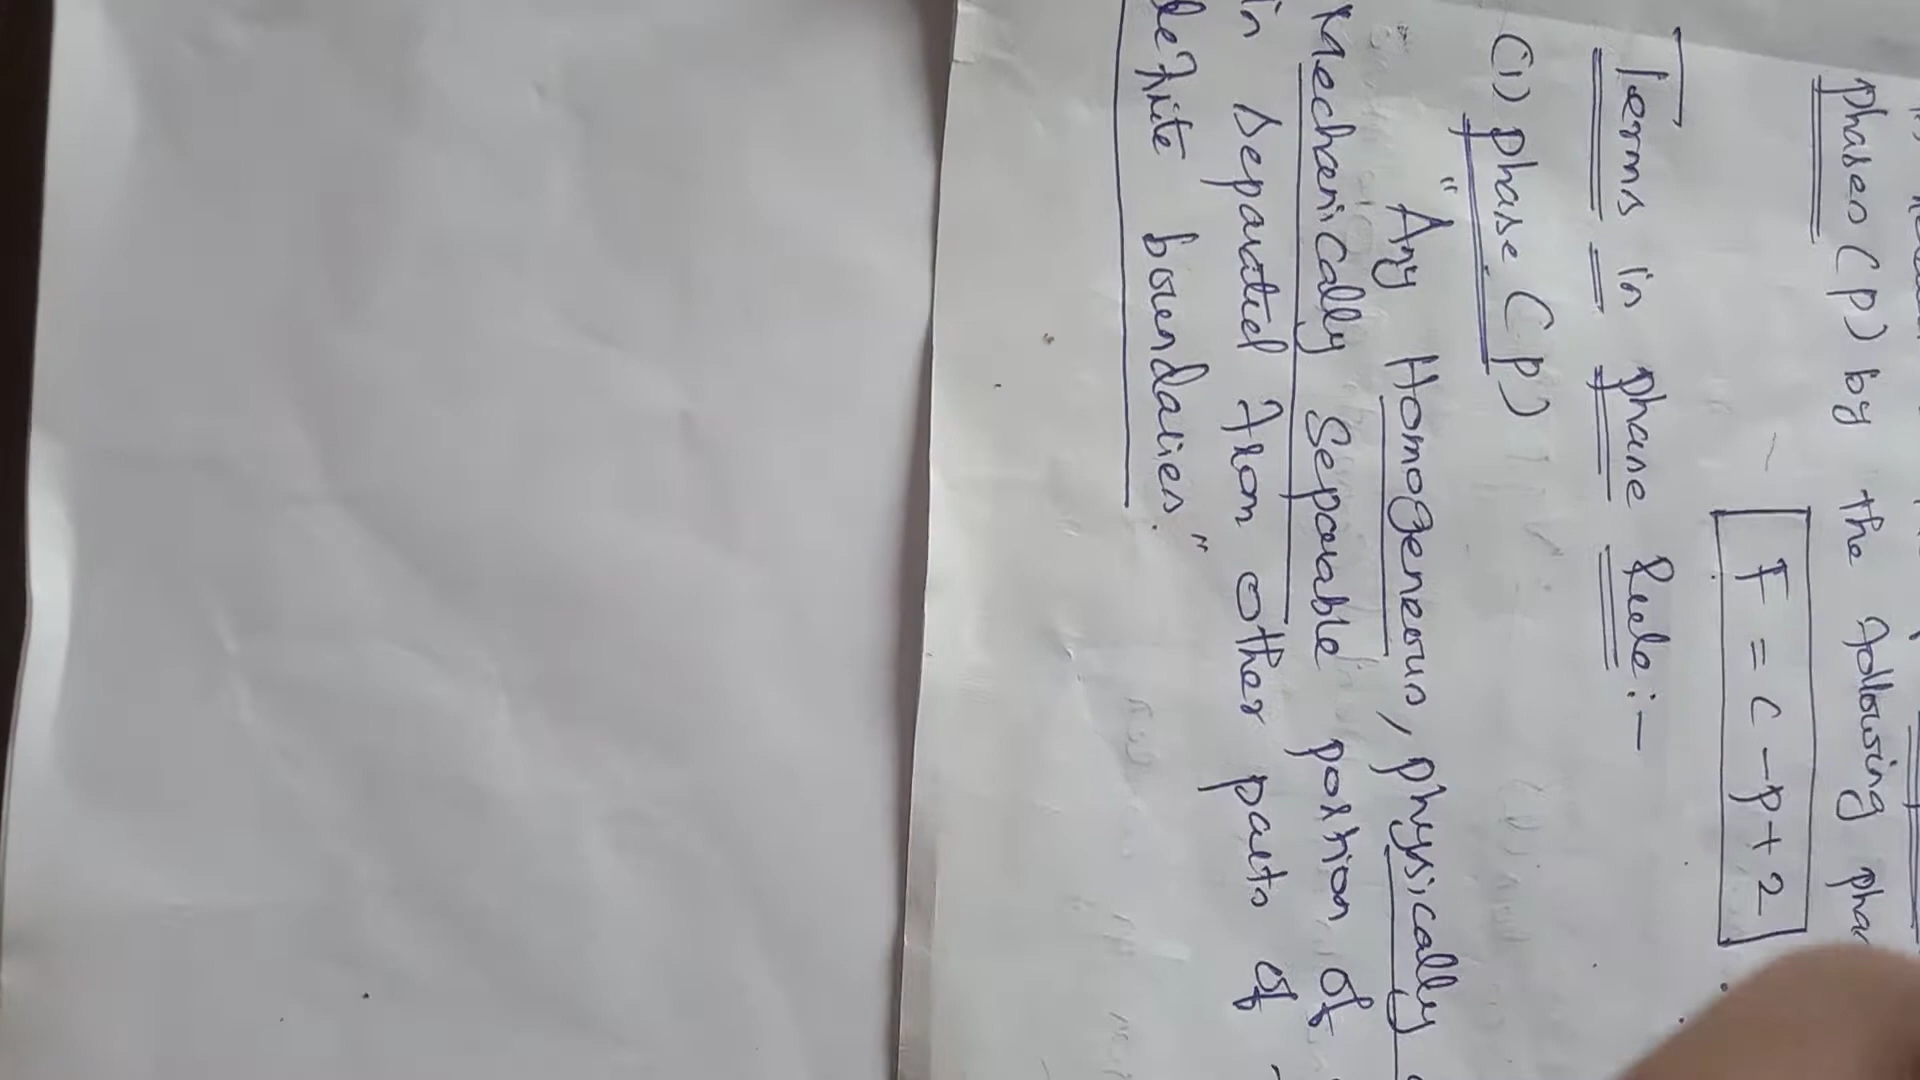 phases (p) by the following
F = C - p + 2
Terms in phase Rule:-
(1) phase (p)
"Any Homogeneous, physically
Mechanically Separable portion of
in separated from other parts of
definite boundaries."